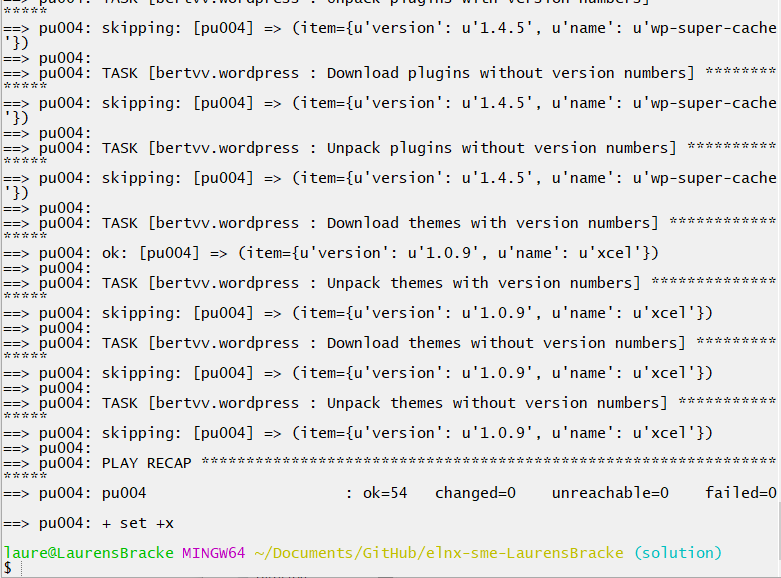 ==> pu004: TASK [bertvv.wordpress : Unpack plugins with version numbers]
*****
==> pu004: skipping: [pu004] => (item={u'version': u'1.4.5', u'name': u'wp-super-cache
'})
==> pu004:
==> pu004: TASK [bertvv.wordpress : Download plugins without version numbers] ********
*****
==> pu004: skipping: [pu004] => (item={u'version': u'1.4.5', u'name': u'wp-super-cache
'})
==> pu004:
==> pu004: TASK [bertvv.wordpress : Unpack plugins without version numbers] **********
*****
==> pu004: skipping: [pu004] => (item={u'version': u'1.4.5', u'name': u'wp-super-cache
'})
==> pu004:
==> pu004: TASK [bertvv.wordpress : Download themes with version numbers] ************
*****
==> pu004: ok: [pu004] => (item={u'version': u'1.0.9', u'name': u'xcel'})
==> pu004:
==> pu004: TASK [bertvv.wordpress : Unpack themes with version numbers] **************
*****
==> pu004: skipping: [pu004] => (item={u'version': u'1.0.9', u'name': u'xcel'})
==> pu004:
==> pu004: TASK [bertvv.wordpress : Download themes without version numbers] *********
*****
==> pu004: skipping: [pu004] => (item={u'version': u'1.0.9', u'name': u'xcel'})
==> pu004:
==> pu004: TASK [bertvv.wordpress : Unpack themes without version numbers] ***********
*****
==> pu004: skipping: [pu004] => (item={u'version': u'1.0.9', u'name': u'xcel'})
==> pu004:
==> pu004: PLAY RECAP ****************************************************************
*****
==> pu004: pu004                      : ok=54   changed=0    unreachable=0    failed=0
==> pu004: + set +x
laure@LaurensBracke MINGW64 ~/Documents/GitHub/elnx-sme-LaurensBracke (solution)
$